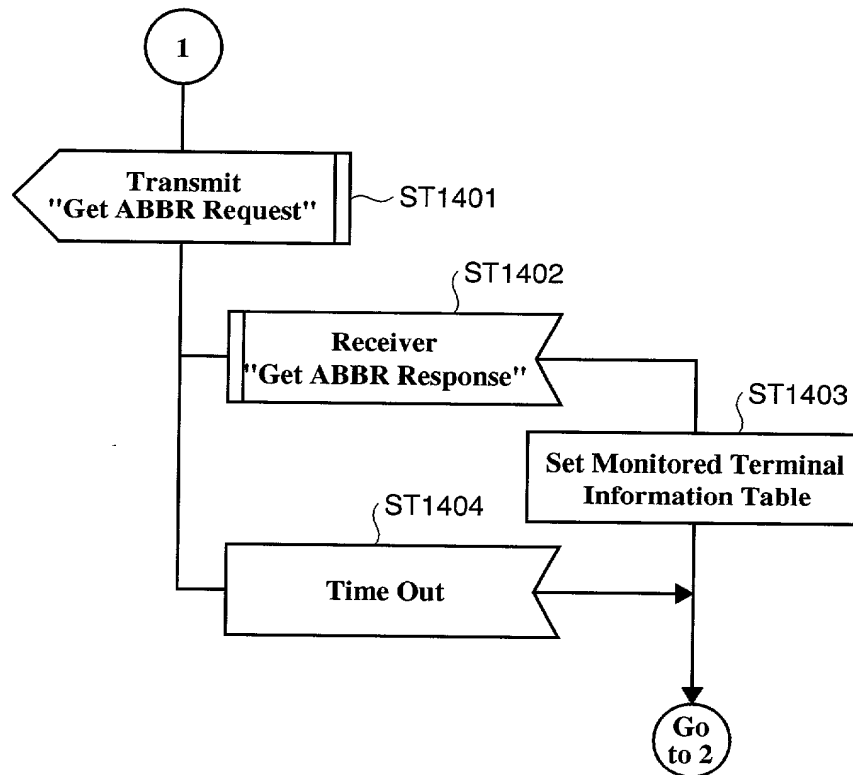 1
Transmit
"Get ABBR Request"
ST1401
ST1402
Receiver
"Get ABBR Response"
ST1403
Set Monitored Terminal
Information Table
ST1404
Time Out
Go
to 2